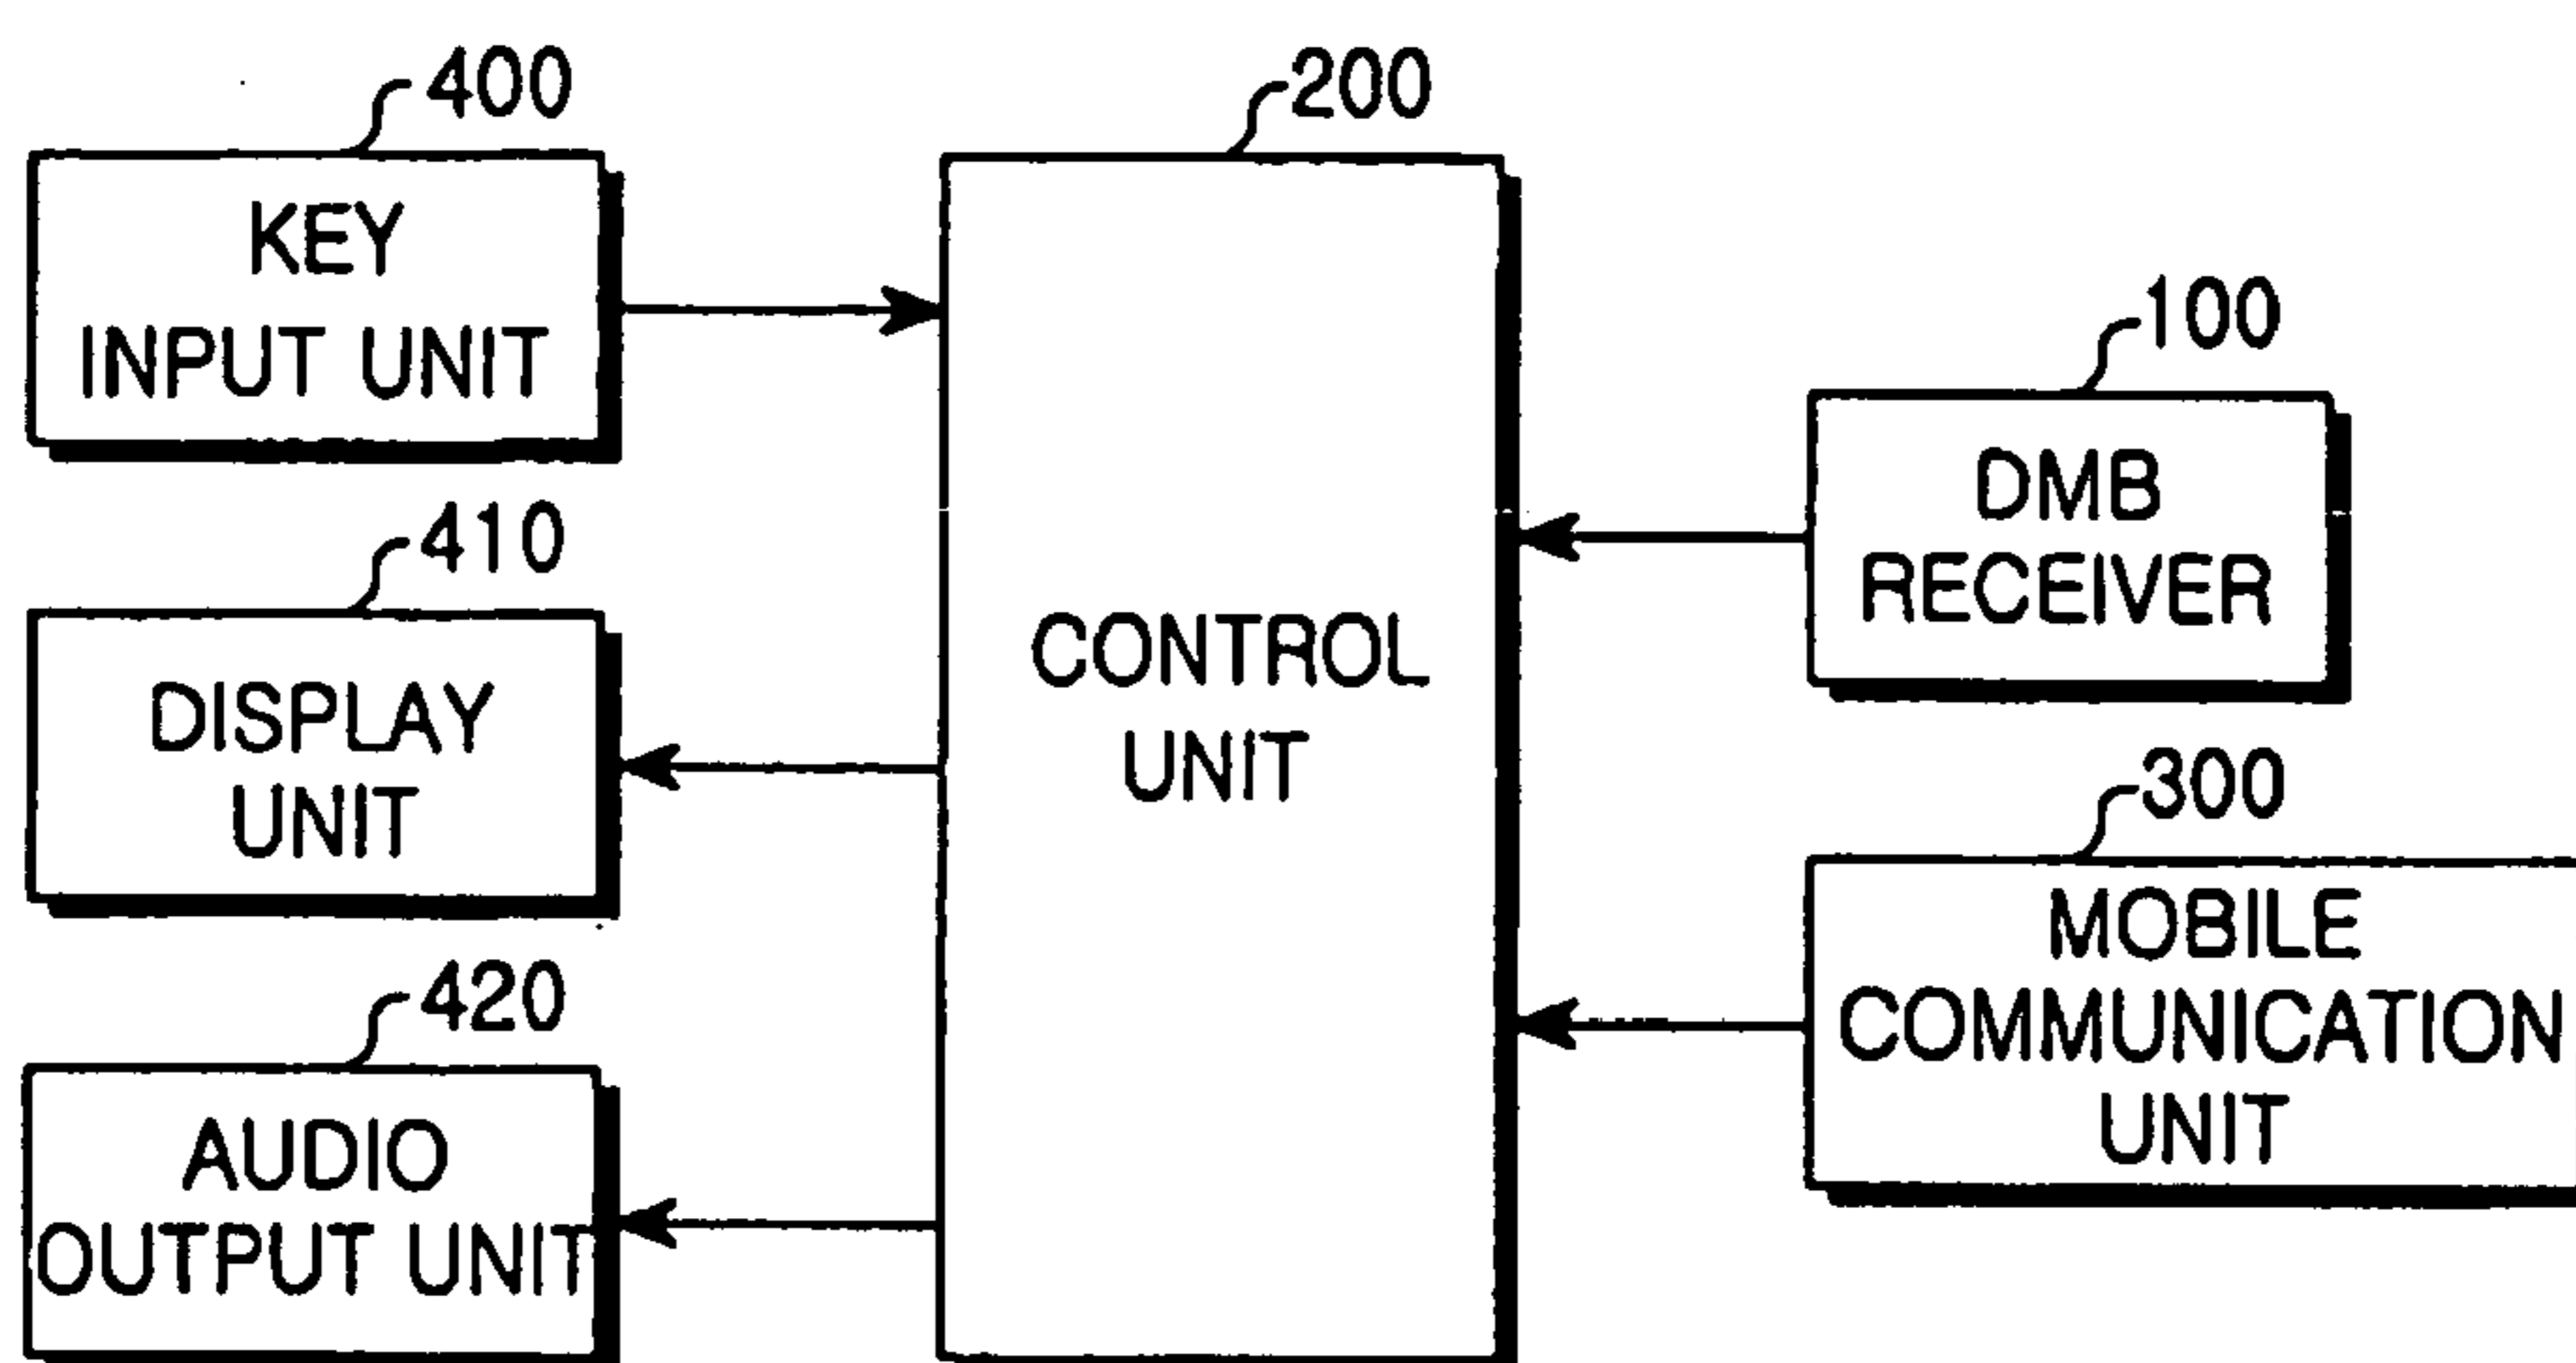 400
KEY
INPUT UNIT
410
DISPLAY
UNIT
420
AUDIO
OUTPUT UNIT
200
CONTROL
UNIT
100
DMB
RECEIVER
300
MOBILE
COMMUNICATION
UNIT